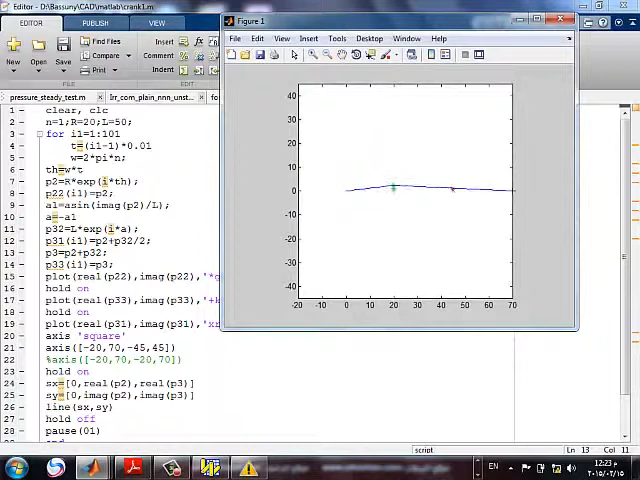 Editor - D:\Bassuny\CAD\matlab\crank1.m
EDITOR PUBLISH VIEW
New Open Save
Find Files
Compare
Print
Insert
Comment
Indent
pressure_steady_test.m
lrr_com_plain_nnn_unst...
Figure 1
File Edit View Insert Tools Desktop Window Help
40
30
20
10
0
-10
-20
-30
-40
-20 -10 0 10 20 30 40 50 60 70
1 clear, clc
2 n=1;R=20;L=50;
3 for i1=1:101
4 t=(i1-1)*0.01
5 w=2*pi*n;
6 th=w*t
7 p2=R*exp(i*th);
8 p22(i1)=p2;
9 a1=asin(imag(p2)/L);
10 a=-a1
11 p32=L*exp(i*a);
12 p31(i1)=p2+p32/2;
13 p3=p2+p32;
14 p33(i1)=p3;
15 plot(real(p22),imag(p22),'*g
16 hold on
17 plot(real(p33),imag(p33),'+k
18 hold on
19 plot(real(p31),imag(p31),'xr
20 axis 'square'
21 axis([-20,70,-45,45])
22 %axis([-20,70,-20,70])
23 hold on
24 sx=[0,real(p2),real(p3)]
25 sy=[0,imag(p2),imag(p3)]
26 line(sx,sy)
27 hold off
28 pause(01)
script
Ln 13 Col 11
EN
م 12:23
٢٠١٥/٠٢/١٥